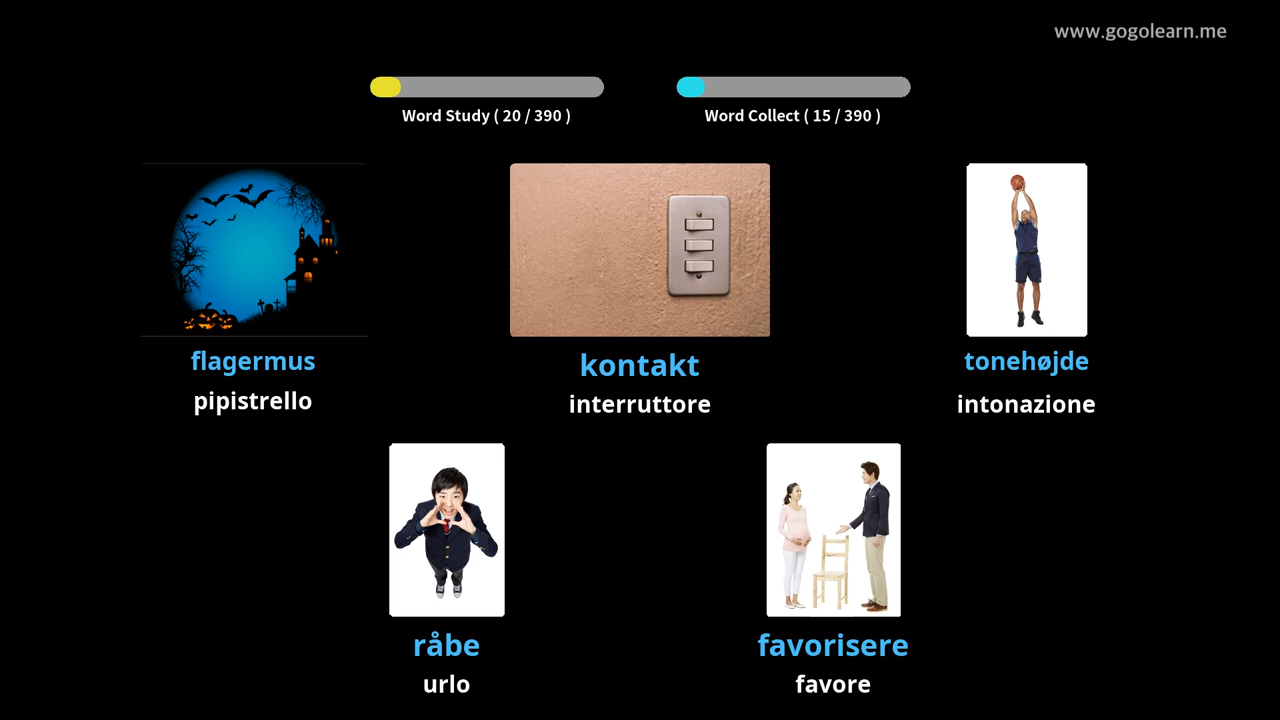 www.gogolearn.me
Word Study ( 20 / 390 )
Word Collect ( 15 / 390 )
flagermus
pipistrello
kontakt
interruttore
tonehøjde
intonazione
råbe
urlo
favorisere
favore